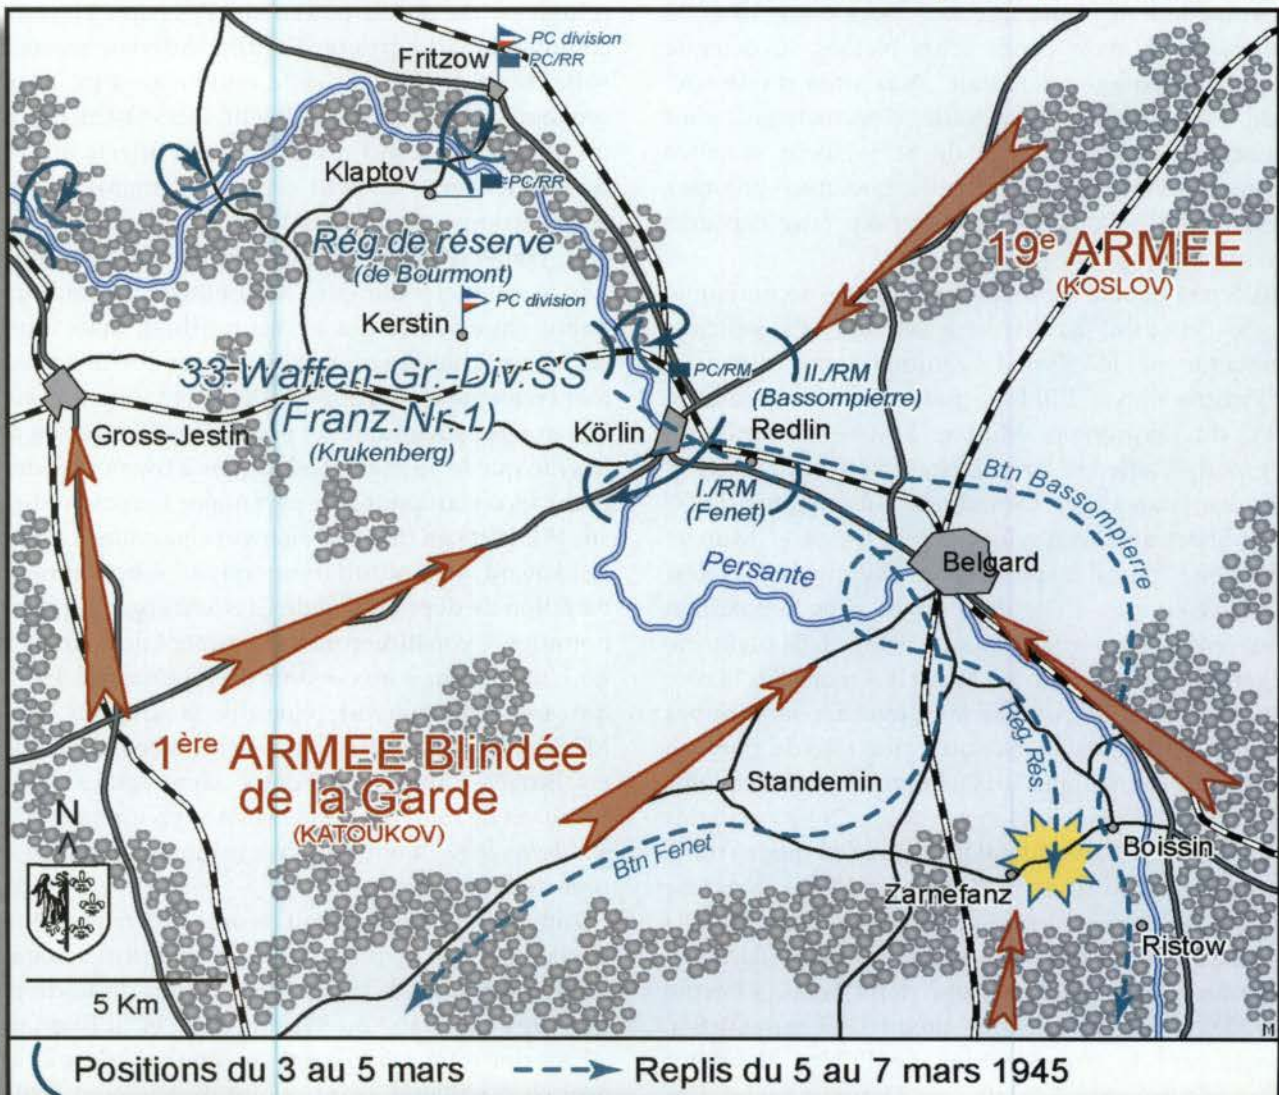 PC division
Fritzow
PC/RR
Klaptov
PC/RR
Rég. de réserve
(de Bourmont)
19e ARMEE
(KOSLOV)
PC division
Kerstin
33 Waffen-Gr.-Div. SS
(Franz. Nr. 1)
(Krukenberg)
PC/RM
II./RM
(Bassompierre)
Gross-Jestin
Körlin
Redlin
I./RM
(Fenet)
Btn Bassompierre
Persante
Belgard
1ère ARMEE Blindée
de la Garde
(KATOUKOV)
Standemin
Rég Rés.
Btn Fenet
Boissin
Zarnefanz
Ristow
N
5 Km
M
Positions du 3 au 5 mars
Replis du 5 au 7 mars 1945